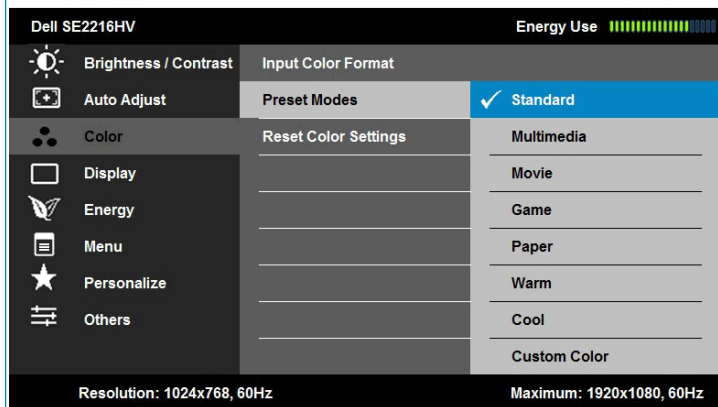 Dell SE2216HV Energy Use
Brightness / Contrast Input Color Format
Auto Adjust Preset Modes Standard
Color Reset Color Settings Multimedia
Display Movie
Energy Game
Menu Paper
Personalize Warm
Others Cool
Custom Color
Resolution: 1024x768, 60Hz Maximum: 1920x1080, 60Hz